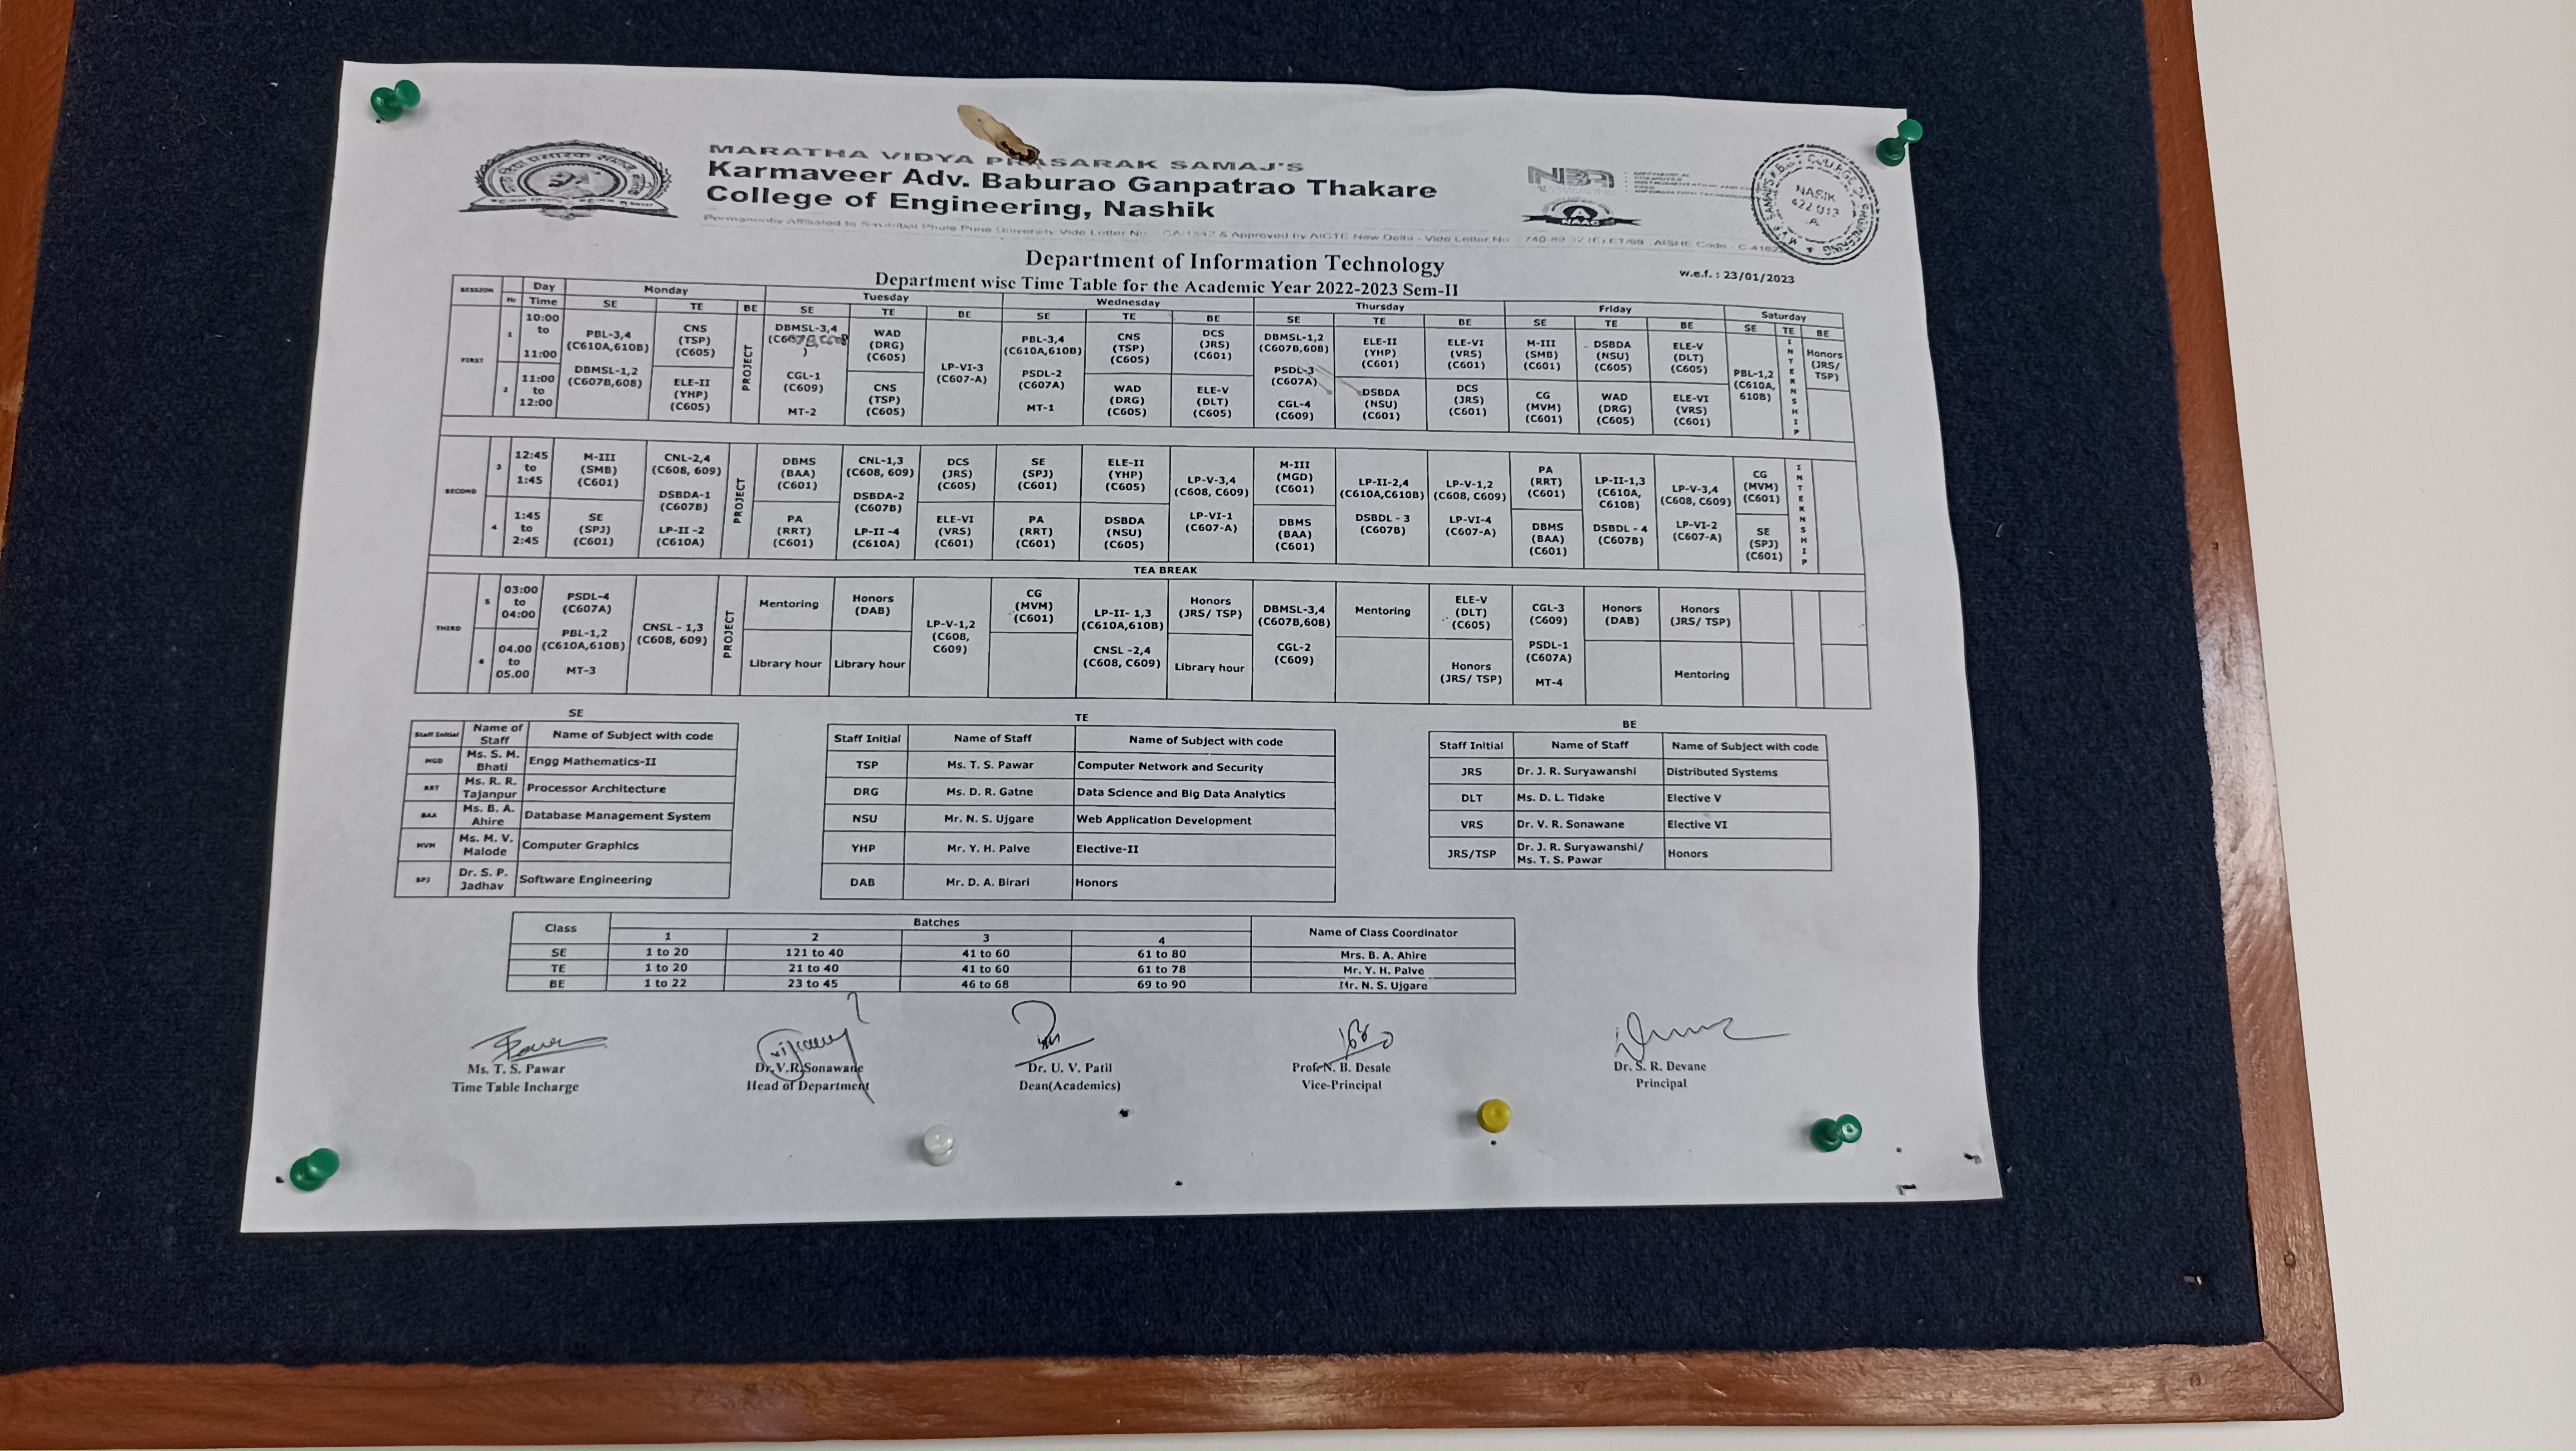 MARATHA VIDYA PRASARAK SAMAJ'S
Karmaveer Adv. Baburao Ganpatrao Thakare
College of Engineering, Nashik
Permanently Affiliated to Savitribai Phule Pune University Vide Letter No & Approved by AICTE New Delhi - Vide Letter No AISHE Code
NBA
NAAC
NASIK
422 013
Department of Information Technology
Department wise Time Table for the Academic Year 2022-2023 Sem-II
w.e.f. : 23/01/2023
SESSION Hr Day Time Monday Tuesday Wednesday Thursday Friday Saturday
SE TE BE SE TE BE SE TE BE SE TE BE SE TE BE SE TE BE
FIRST
1
10:00
to
11:00
2
11:00
to
12:00
PBL-3,4
(C610A,610B)
DBMSL-1,2
(C607B,608)
CNS
(TSP)
(C605)
ELE-II
(YHP)
(C605)
PROJECT
DBMSL-3,4
CGL-1
(C609)
MT-2
WAD
(DRG)
(C605)
CNS
(TSP)
(C605)
LP-VI-3
(C607-A)
PBL-3,4
(C610A,610B)
PSDL-2
(C607A)
MT-1
CNS
(TSP)
(C605)
WAD
(DRG)
(C605)
DCS
(JRS)
(C601)
ELE-V
(DLT)
(C605)
DBMSL-1,2
(C607B,608)
PSDL-3
(C607A)
CGL-4
(C609)
ELE-II
(YHP)
(C601)
DSBDA
(NSU)
(C601)
ELE-VI
(VRS)
(C601)
DCS
(JRS)
(C601)
M-III
(SMB)
(C601)
CG
(MVM)
(C601)
DSBDA
(NSU)
(C605)
WAD
(DRG)
(C605)
ELE-V
(DLT)
(C605)
ELE-VI
(VRS)
(C601)
PBL-1,2
(C610A,
610B)
INTERNSHIP
Honors
(JRS/
TSP)
SECOND
3
12:45
to
1:45
4
1:45
to
2:45
M-III
(SMB)
(C601)
SE
(SPJ)
(C601)
CNL-2,4
(C608, 609)
DSBDA-1
(C607B)
LP-II -2
(C610A)
PROJECT
DBMS
(BAA)
(C601)
PA
(RRT)
(C601)
CNL-1,3
(C608, 609)
DSBDA-2
(C607B)
LP-II -4
(C610A)
DCS
(JRS)
(C605)
ELE-VI
(VRS)
(C601)
SE
(SPJ)
(C601)
PA
(RRT)
(C601)
ELE-II
(YHP)
(C605)
DSBDA
(NSU)
(C605)
LP-V-3,4
(C608, C609)
LP-VI-1
(C607-A)
M-III
(MGD)
(C601)
DBMS
(BAA)
(C601)
LP-II-2,4
(C610A,C610B)
DSBDL - 3
(C607B)
LP-V-1,2
(C608, C609)
LP-VI-4
(C607-A)
PA
(RRT)
(C601)
DBMS
(BAA)
(C601)
LP-II-1,3
(C610A,
C610B)
DSBDL - 4
(C607B)
LP-V-3,4
(C608, C609)
LP-VI-2
(C607-A)
CG
(MVM)
(C601)
SE
(SPJ)
(C601)
INTERNSHIP
TEA BREAK
THIRD
5
03:00
to
04:00
6
04.00
to
05.00
PSDL-4
(C607A)
PBL-1,2
(C610A,610B)
MT-3
CNSL - 1,3
(C608, 609)
PROJECT
Mentoring
Library hour
Honors
(DAB)
Library hour
LP-V-1,2
(C608,
C609)
CG
(MVM)
(C601)
LP-II- 1,3
(C610A,610B)
CNSL -2,4
(C608, C609)
Honors
(JRS/ TSP)
Library hour
DBMSL-3,4
(C607B,608)
CGL-2
(C609)
Mentoring
ELE-V
(DLT)
(C605)
Honors
(JRS/ TSP)
CGL-3
(C609)
PSDL-1
(C607A)
MT-4
Honors
(DAB)
Honors
(JRS/ TSP)
Mentoring
SE
Staff Initial Name of Staff Name of Subject with code
MGD Ms. S. M. Bhati Engg Mathematics-II
RRT Ms. R. R. Tajanpur Processor Architecture
BAA Ms. B. A. Ahire Database Management System
MVM Ms. M. V. Malode Computer Graphics
SPJ Dr. S. P. Jadhav Software Engineering
TE
Staff Initial Name of Staff Name of Subject with code
TSP Ms. T. S. Pawar Computer Network and Security
DRG Ms. D. R. Gatne Data Science and Big Data Analytics
NSU Mr. N. S. Ujgare Web Application Development
YHP Mr. Y. H. Palve Elective-II
DAB Mr. D. A. Birari Honors
BE
Staff Initial Name of Staff Name of Subject with code
JRS Dr. J. R. Suryawanshi Distributed Systems
DLT Ms. D. L. Tidake Elective V
VRS Dr. V. R. Sonawane Elective VI
JRS/TSP Dr. J. R. Suryawanshi/ Ms. T. S. Pawar Honors
Class Batches Name of Class Coordinator
1 2 3 4
SE 1 to 20 121 to 40 41 to 60 61 to 80 Mrs. B. A. Ahire
TE 1 to 20 21 to 40 41 to 60 61 to 78 Mr. Y. H. Palve
BE 1 to 22 23 to 45 46 to 68 69 to 90 Mr. N. S. Ujgare
Ms. T. S. Pawar
Time Table Incharge
Dr.V.R.Sonawane
Head of Department
Dr. U. V. Patil
Dean(Academics)
Prof.N. B. Desale
Vice-Principal
Dr. S. R. Devane
Principal